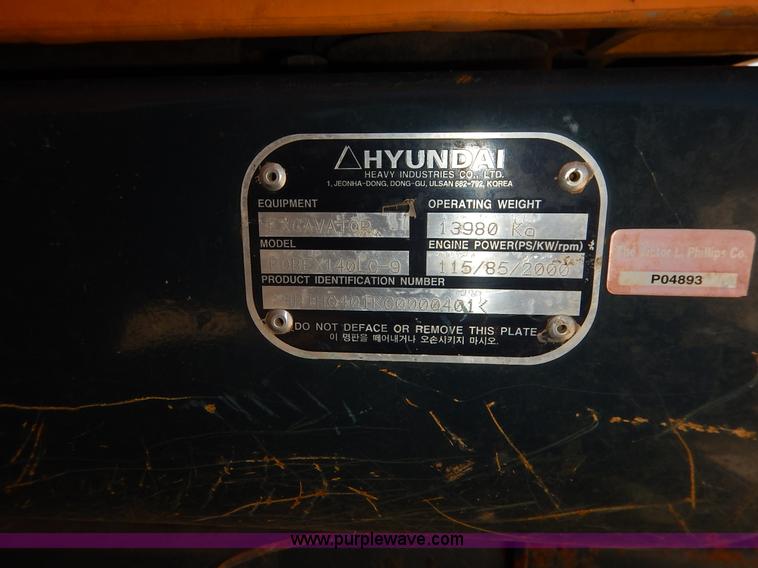 HYUNDAI
HEAVY INDUSTRIES CO., LTD.
1, JEONHA-DONG, DONG-GU, ULSAN 682-792, KOREA
EQUIPMENT
EXCAVATOR
OPERATING WEIGHT
13980 Kg
MODEL
140LC-9
ENGINE POWER(PS/KW/rpm)
115/85/2000
PRODUCT IDENTIFICATION NUMBER
DO NOT DEFACE OR REMOVE THIS PLATE
이 명판을 떼어내거나 오손시키지 마시오.
The Victor L. Phillips Co.
P04893
www.purplewave.com